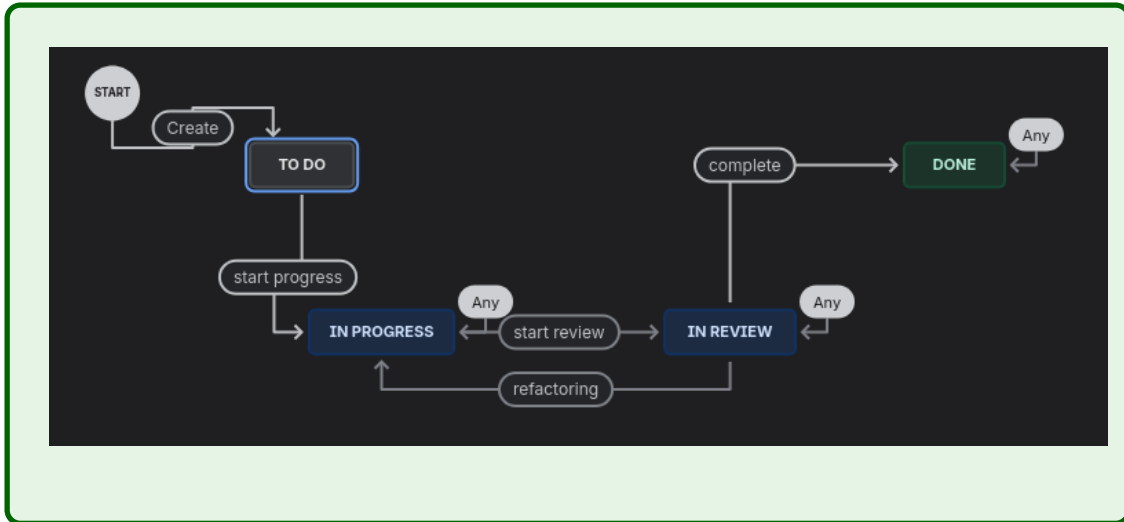 START
Create
TO DO
start progress
IN PROGRESS
Any
start review
refactoring
IN REVIEW
Any
complete
DONE
Any